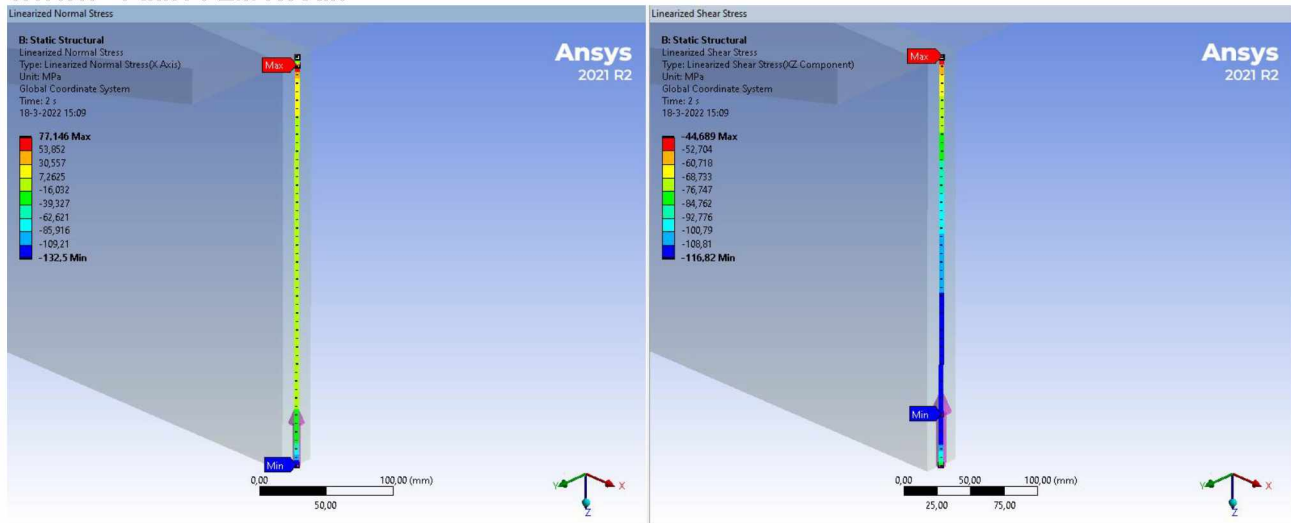 Linearized Normal Stress
B: Static Structural
Linearized Normal Stress
Type: Linearized Normal Stress(X Axis)
Unit: MPa
Global Coordinate System
Time: 2 s
18-3-2022 15:09
77,146 Max
53,852
30,557
7,2625
-16,032
-39,327
-62,621
-85,916
-109,21
-132,5 Min
Max
Min
Ansys
2021 R2
0,00
100,00 (mm)
50,00
Y
X
Z
Linearized Shear Stress
B: Static Structural
Linearized Shear Stress
Type: Linearized Shear Stress(XZ Component)
Unit: MPa
Global Coordinate System
Time: 2 s
18-3-2022 15:09
-44,689 Max
-52,704
-60,718
-68,733
-76,747
-84,762
-92,776
-100,79
-108,81
-116,82 Min
Max
Min
Ansys
2021 R2
0,00
50,00
100,00 (mm)
25,00
75,00
Y
X
Z